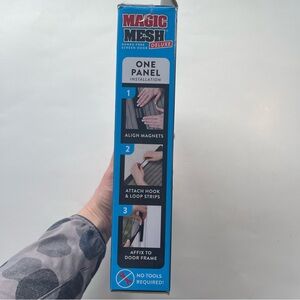 MAGIC
MESH
DELUXE
HANDS FREE
SCREEN DOOR
ONE
PANEL
INSTALLATION
1
ALIGN MAGNETS
2
ATTACH HOOK
& LOOP STRIPS
3
AFFIX TO
DOOR FRAME
NO TOOLS
REQUIRED!